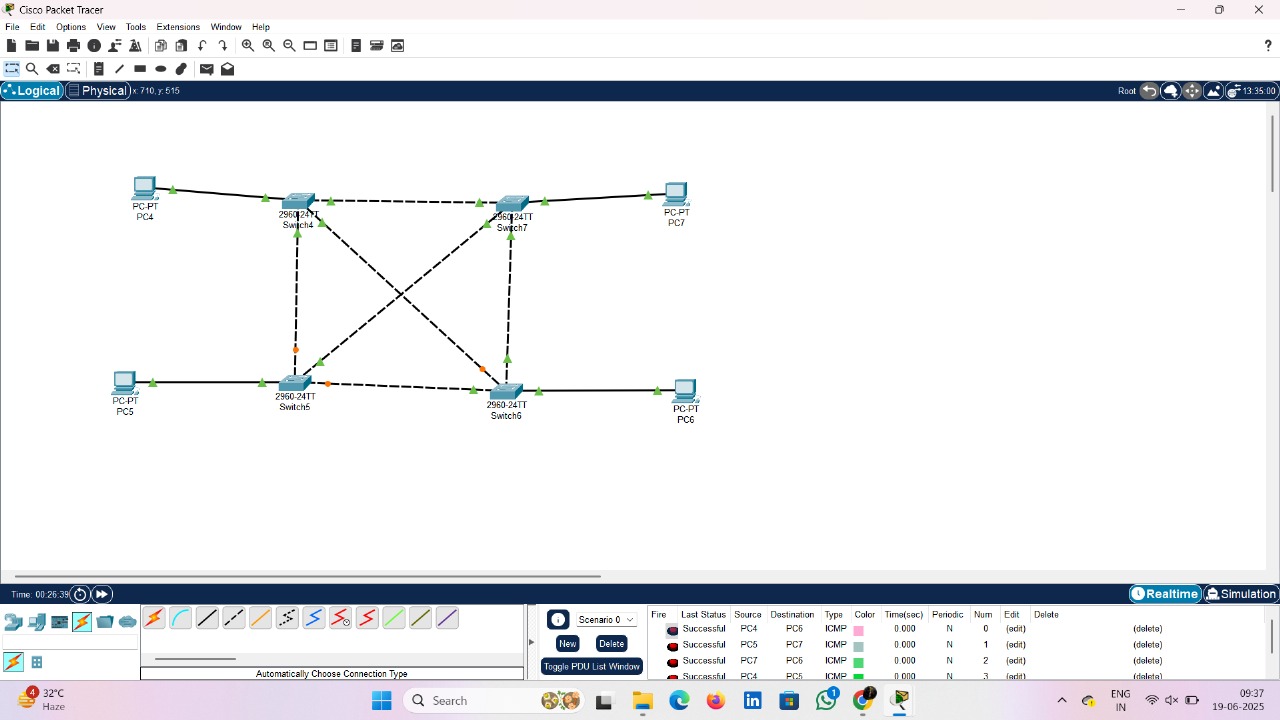 Cisco Packet Tracer
File Edit Options View Tools Extensions Window Help
?
Logical Physical x: 710, y: 515 Root 13:35:00
PC-PT
PC4
2960-24TT
Switch4
2960-24TT
Switch7
PC-PT
PC7
PC-PT
PC5
2960-24TT
Switch5
2960-24TT
Switch6
PC-PT
PC6
Time: 00:26:39 Realtime Simulation
Automatically Choose Connection Type
Scenario 0
New Delete
Toggle PDU List Window
Fire Last Status Source Destination Type Color Time(sec) Periodic Num Edit Delete
Successful PC4 PC6 ICMP 0.000 N 0 (edit) (delete)
Successful PC5 PC7 ICMP 0.000 N 1 (edit) (delete)
Successful PC7 PC6 ICMP 0.000 N 2 (edit) (delete)
Successful PC4 PC5 ICMP 0.000 N 3 (edit) (delete)
4
32°C
Haze
Search
1
ENG
IN
09:37
19-06-2025